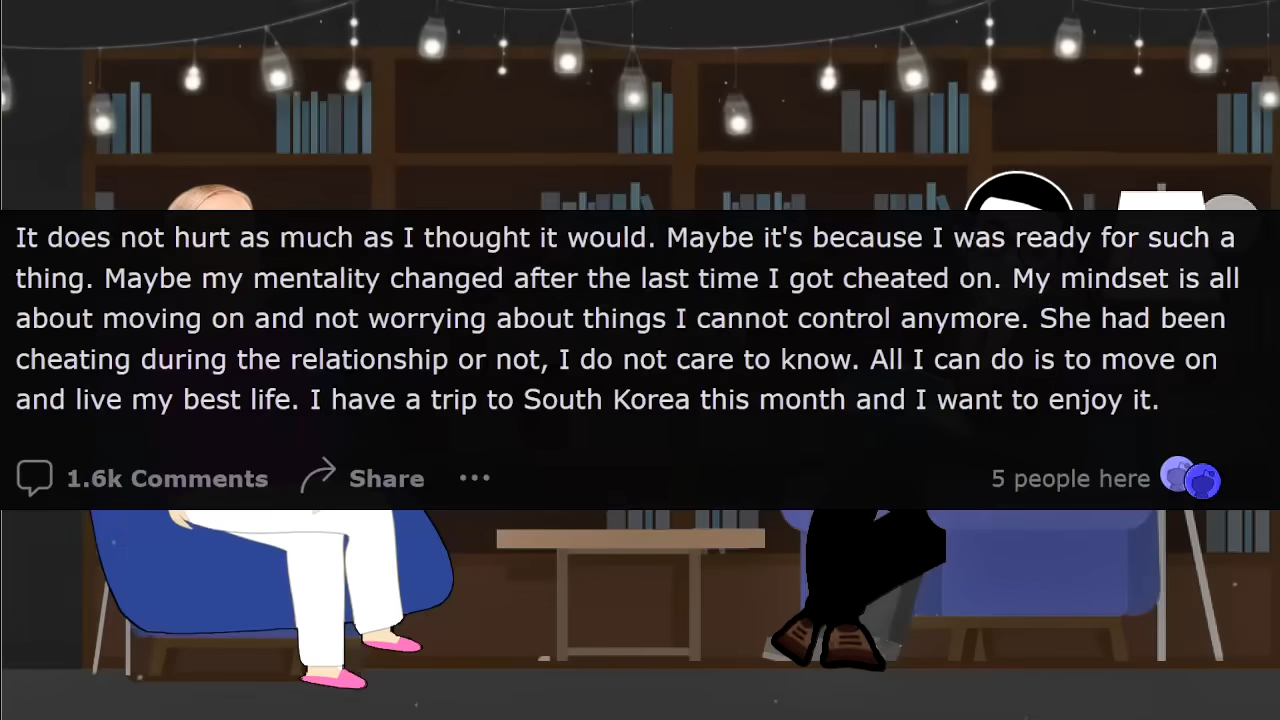 It does not hurt as much as I thought it would. Maybe it's because I was ready for such a
thing. Maybe my mentality changed after the last time I got cheated on. My mindset is all
about moving on and not worrying about things I cannot control anymore. She had been
cheating during the relationship or not, I do not care to know. All I can do is to move on
and live my best life. I have a trip to South Korea this month and I want to enjoy it.
1.6k Comments Share ••• 5 people here